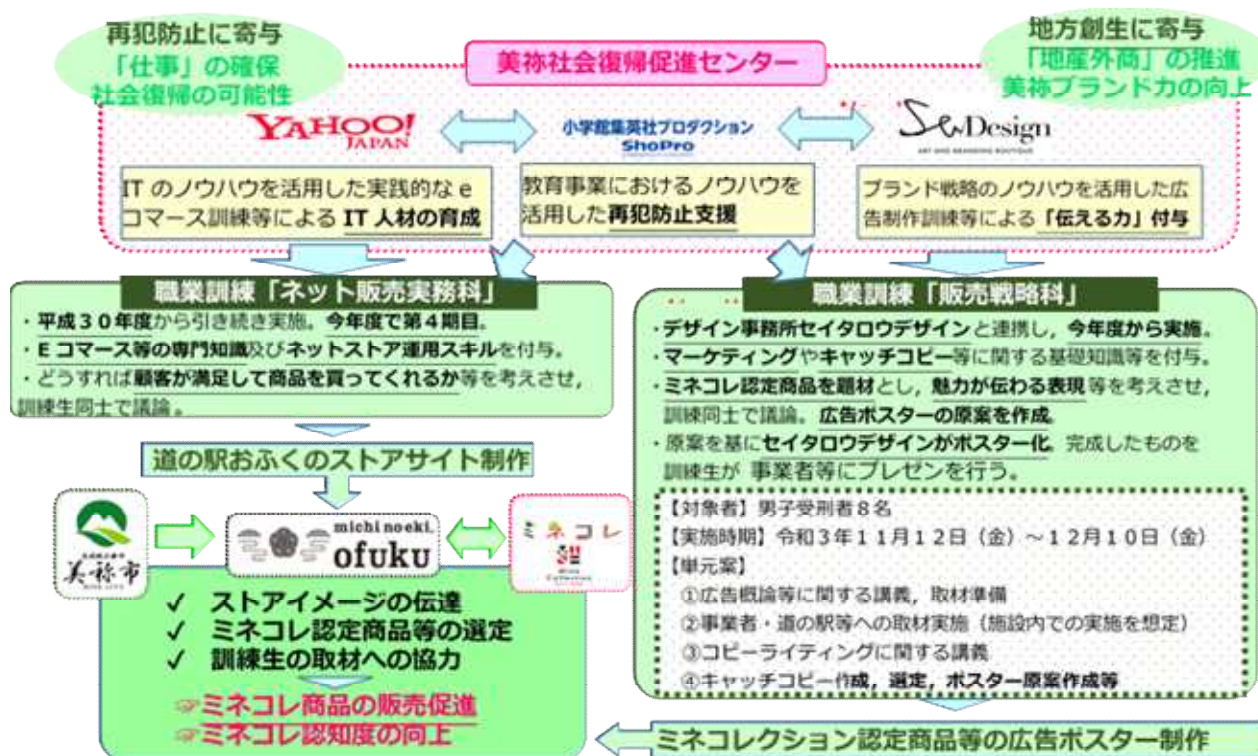 再犯防止に寄与
「仕事」の確保
社会復帰の可能性
美祢社会復帰促進センター
地方創生に寄与
「地産外商」の推進
美祢ブランド力の向上
YAHOO!
JAPAN
小学館集英社プロダクション
ShoPro
Design
ART AND BRANDING BOUTIQUE
IT のノウハウを活用した実践的な e
コマース訓練等による IT 人材の育成
教育事業におけるノウハウを
活用した再犯防止支援
ブランド戦略のノウハウを活用した広
告制作訓練等による「伝える力」付与
職業訓練「ネット販売実務科」
・平成30年度から引き続き実施。今年度で第4期目。
・Eコマース等の専門知識及びネットストア運用スキルを付与。
・どうすれば顧客が満足して商品を買ってくれるか等を考えさせ，
訓練生同士で議論。
道の駅おふくのストアサイト制作
美祢市
MINE CITY
michi no eki.
ofuku
ミネコレ
Mine
Collection
✓ ストアイメージの伝達
✓ ミネコレ認定商品等の選定
✓ 訓練生の取材への協力
☞ミネコレ商品の販売促進
☞ミネコレ認知度の向上
職業訓練「販売戦略科」
・デザイン事務所セイタロウデザインと連携し，今年度から実施。
・マーケティングやキャッチコピー等に関する基礎知識等を付与。
・ミネコレ認定商品を題材とし，魅力が伝わる表現等を考えさせ，
訓練同士で議論。広告ポスターの原案を作成。
・原案を基にセイタロウデザインがポスター化。完成したものを
訓練生が 事業者等にプレゼンを行う。
【対象者】男子受刑者8名
【実施時期】令和3年11月12日（金）～12月10日（金）
【単元案】
①広告概論等に関する講義，取材準備
②事業者・道の駅等への取材実施（施設内での実施を想定）
③コピーライティングに関する講義
④キャッチコピー作成，選定，ポスター原案作成等
ミネコレクション認定商品等の広告ポスター制作